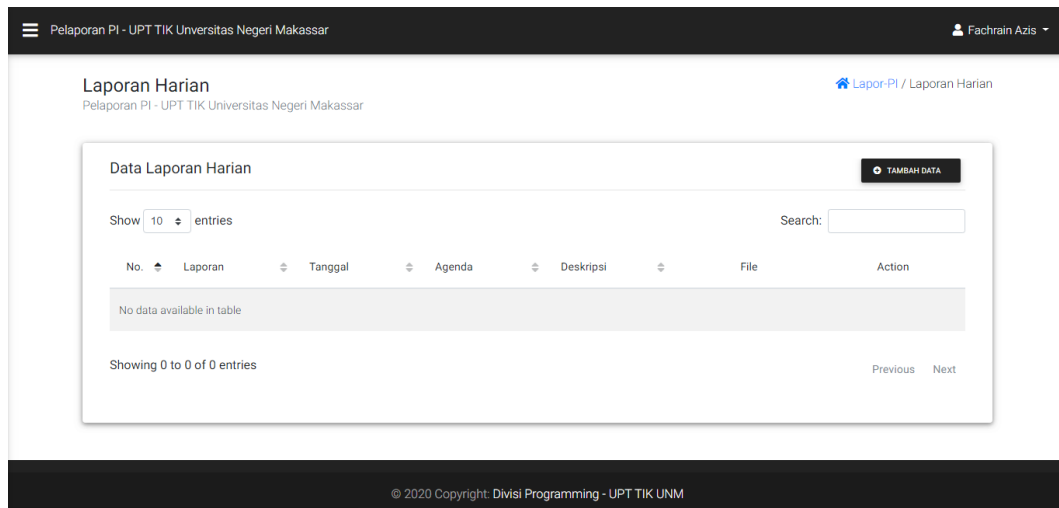 Pelaporan PI - UPT TIK Unversitas Negeri Makassar Fachrain Azis
Laporan Harian Lapor-PI / Laporan Harian
Pelaporan PI - UPT TIK Universitas Negeri Makassar
Data Laporan Harian TAMBAH DATA
Show 10 entries Search:
No. Laporan Tanggal Agenda Deskripsi File Action
No data available in table
Showing 0 to 0 of 0 entries Previous Next
© 2020 Copyright: Divisi Programming - UPT TIK UNM